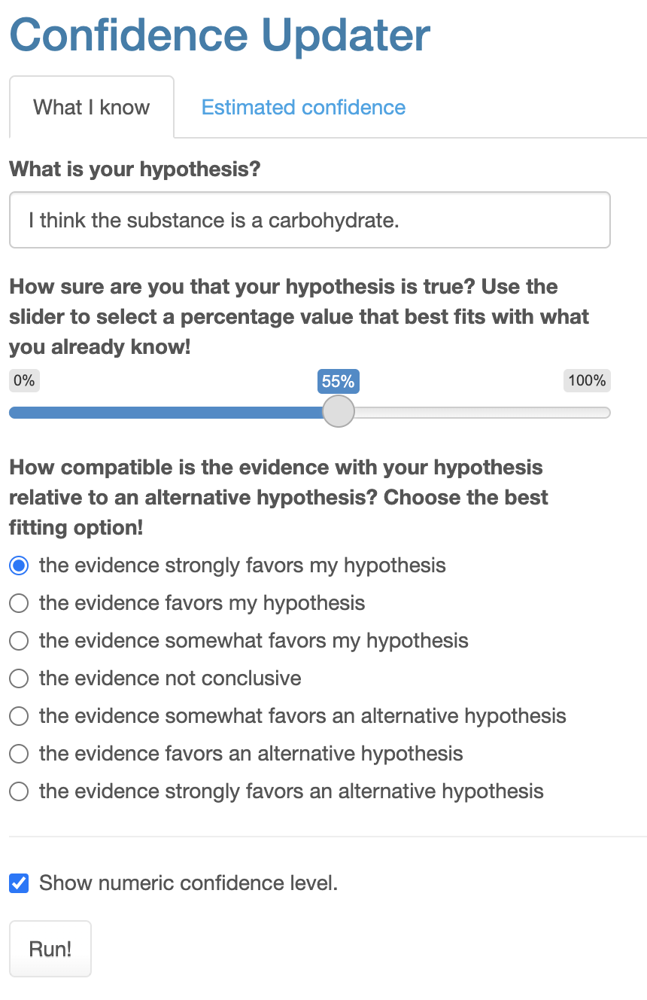 Confidence Updater
What I know
Estimated confidence
What is your hypothesis?
I think the substance is a carbohydrate.
How sure are you that your hypothesis is true? Use the
slider to select a percentage value that best fits with what
you already know!
0%
55%
100%
How compatible is the evidence with your hypothesis
relative to an alternative hypothesis? Choose the best
fitting option!
the evidence strongly favors my hypothesis
the evidence favors my hypothesis
the evidence somewhat favors my hypothesis
the evidence not conclusive
the evidence somewhat favors an alternative hypothesis
the evidence favors an alternative hypothesis
the evidence strongly favors an alternative hypothesis
Show numeric confidence level.
Run!